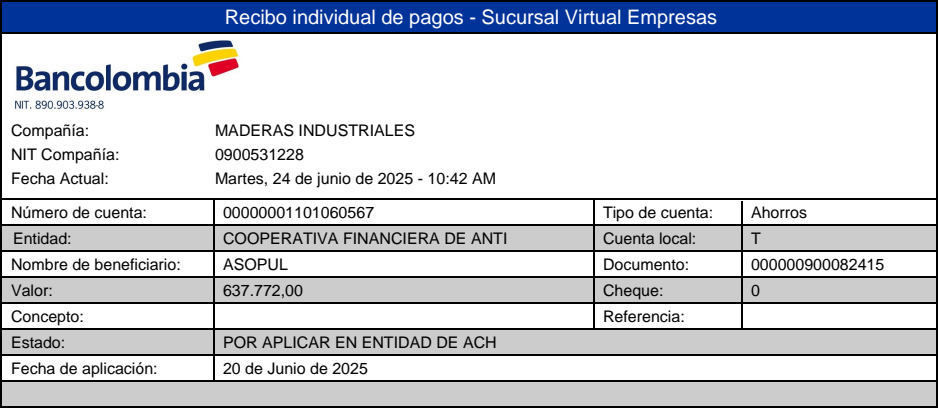 Recibo individual de pagos - Sucursal Virtual Empresas
Bancolombia
NIT. 890.903.938-8
Compañía: MADERAS INDUSTRIALES
NIT Compañía: 0900531228
Fecha Actual: Martes, 24 de junio de 2025 - 10:42 AM
Número de cuenta: 00000001101060567 Tipo de cuenta: Ahorros
Entidad: COOPERATIVA FINANCIERA DE ANTI Cuenta local: T
Nombre de beneficiario: ASOPUL Documento: 000000900082415
Valor: 637.772,00 Cheque: 0
Concepto: Referencia:
Estado: POR APLICAR EN ENTIDAD DE ACH
Fecha de aplicación: 20 de Junio de 2025